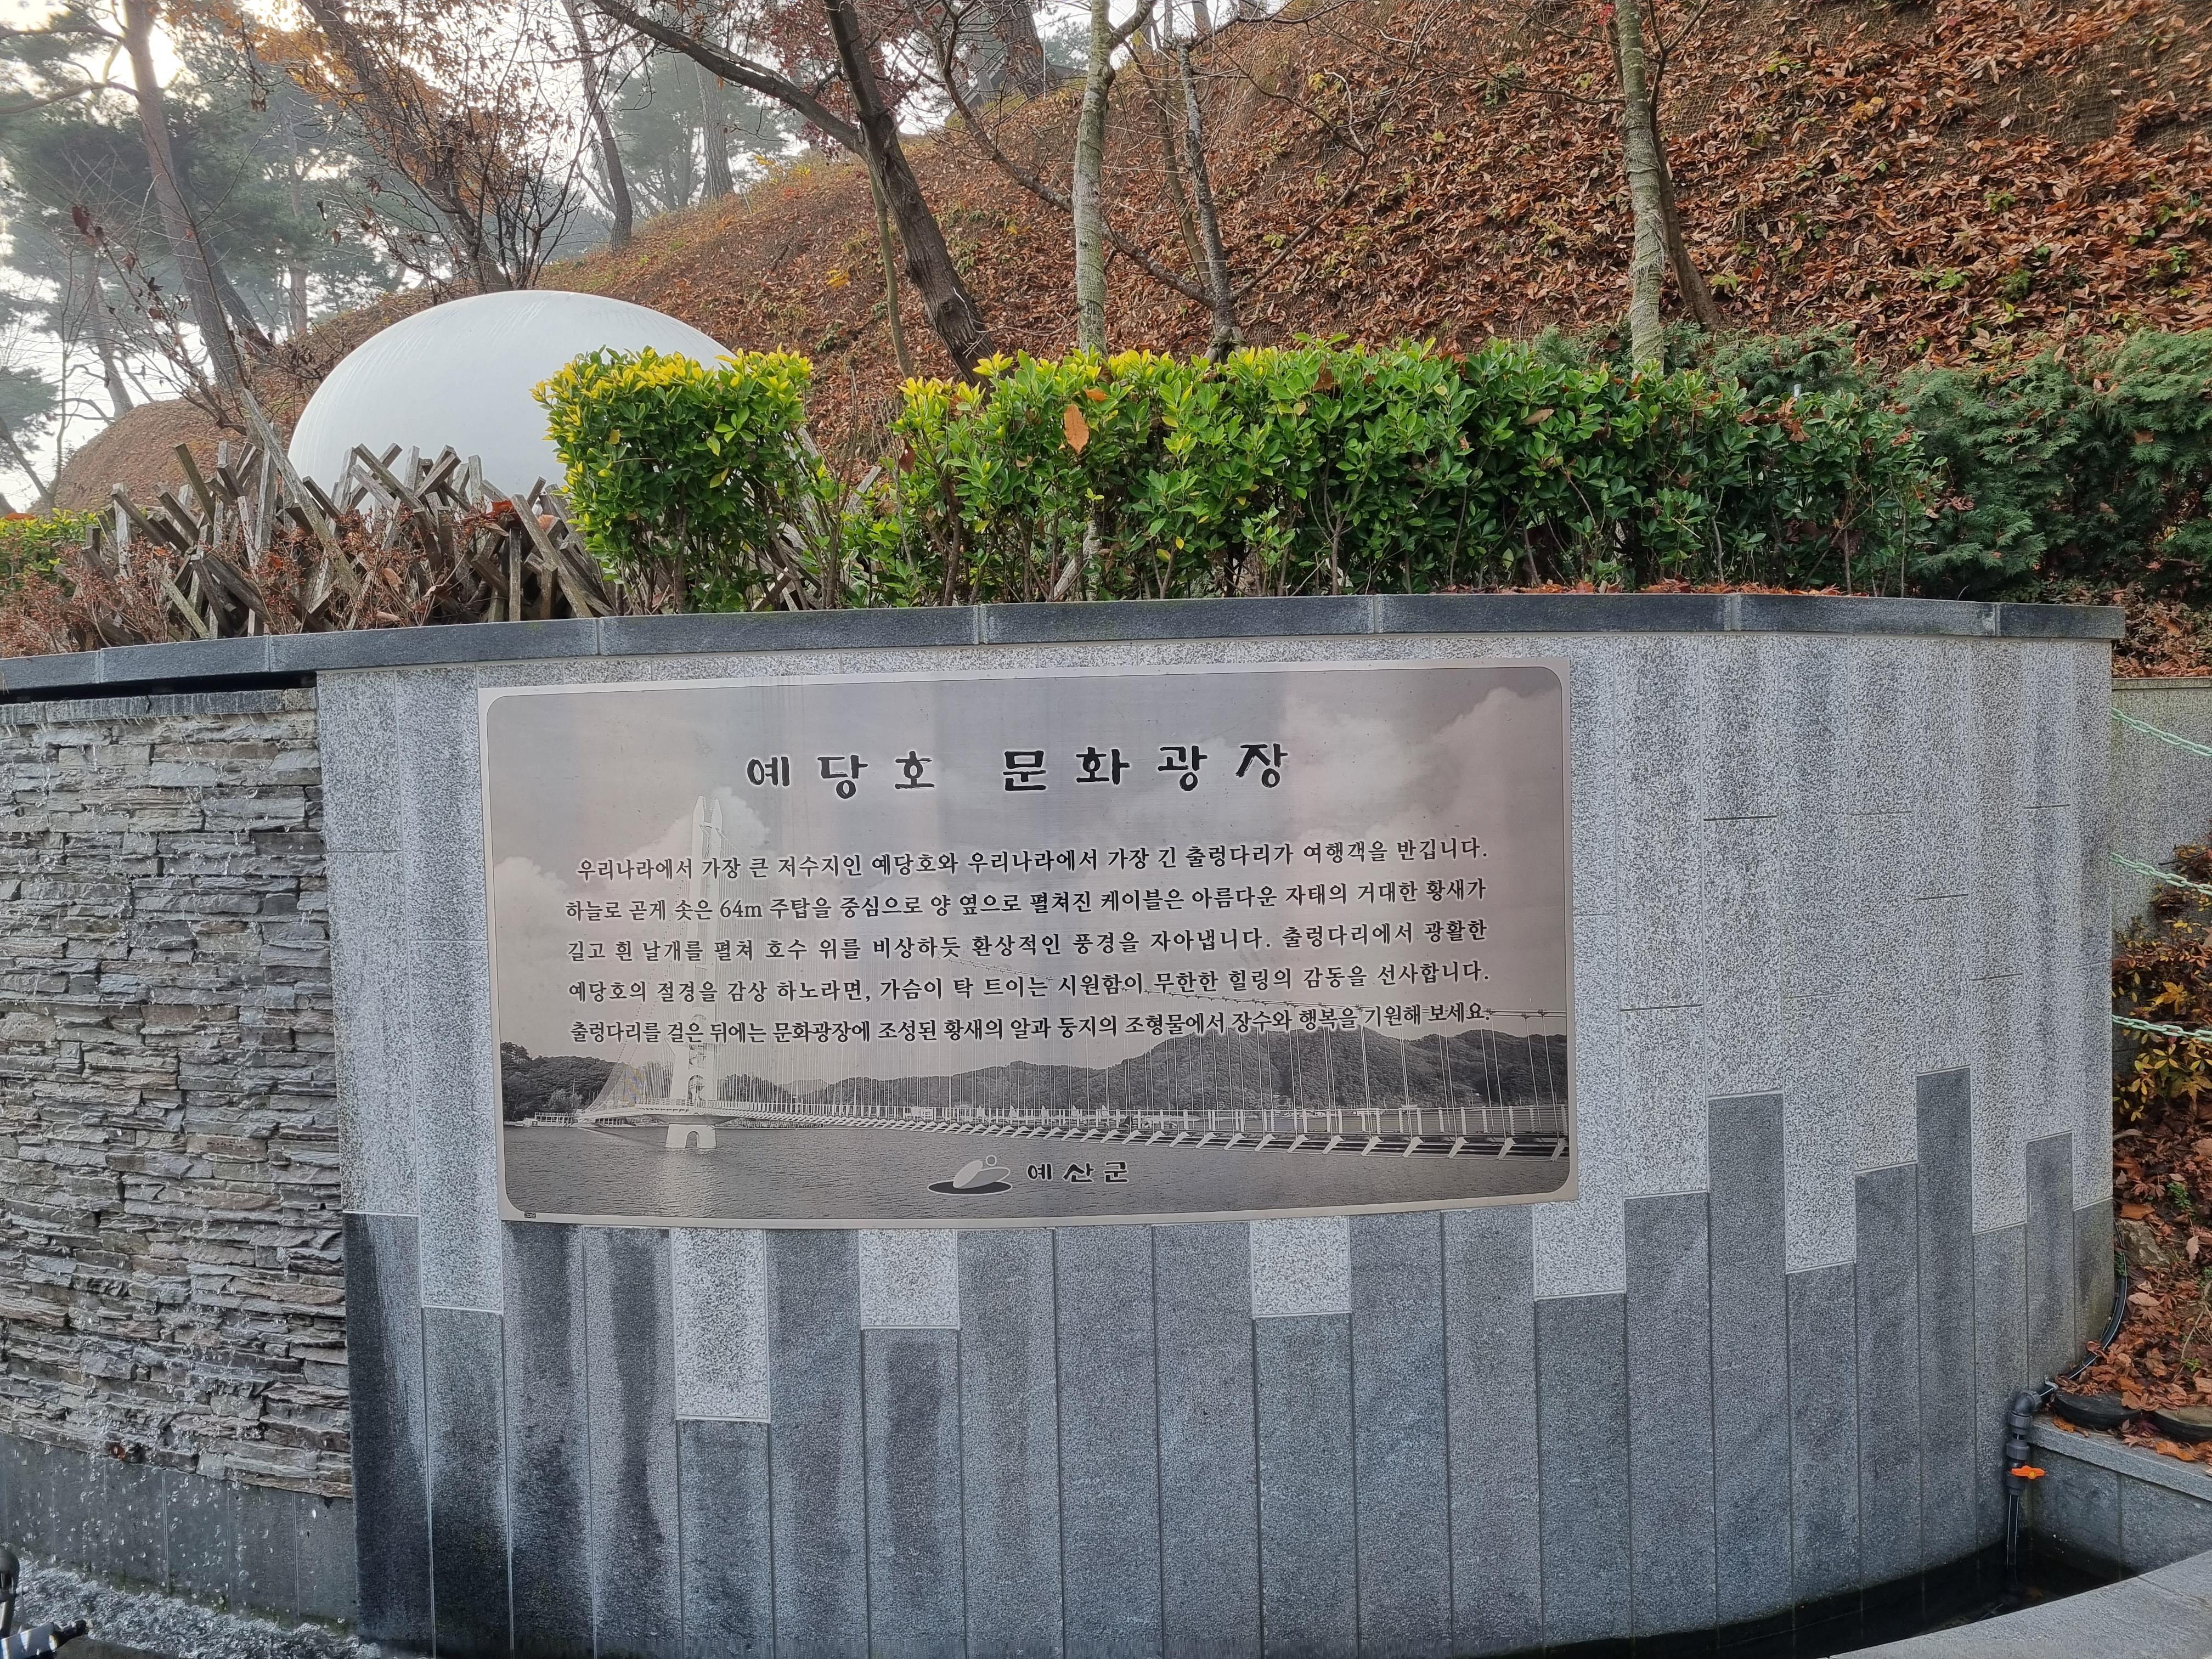 예당호 문화광장
우리나라에서 가장 큰 저수지인 예당호와 우리나라에서 가장 긴 출렁다리가 여행객을 반깁니다.
하늘로 곧게 솟은 64m 주탑을 중심으로 양 옆으로 펼쳐진 케이블은 아름다운 자태의 거대한 황새가
길고 흰 날개를 펼쳐 호수 위를 비상하듯 환상적인 풍경을 자아냅니다. 출렁다리에서 광활한
예당호의 절경을 감상 하노라면, 가슴이 탁 트이는 시원함이 무한한 힐링의 감동을 선사합니다.
출렁다리를 걸은 뒤에는 문화광장에 조성된 황새의 알과 둥지의 조형물에서 장수와 행복을 기원해 보세요.
예산군